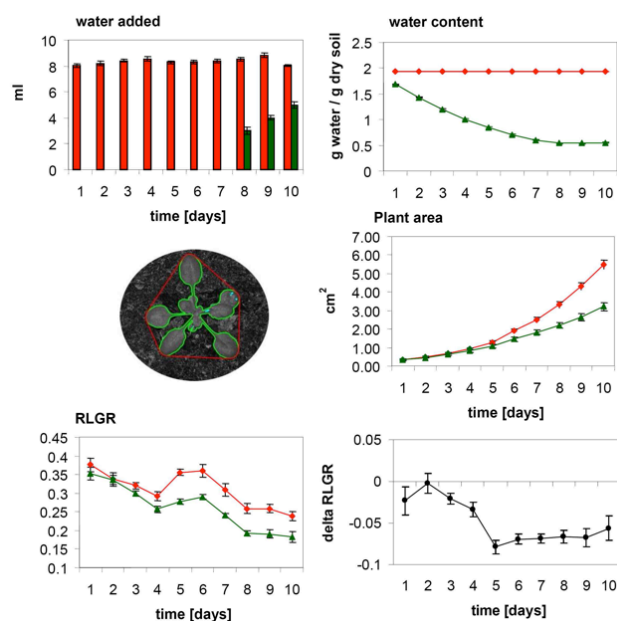 water added
ml
10
8
6
4
2
0
1 2 3 4 5 6 7 8 9 10
time [days]
water content
g water / g dry soil
2.5
2
1.5
1
0.5
0
1 2 3 4 5 6 7 8 9 10
time [days]
Plant area
cm²
7.00
6.00
5.00
4.00
3.00
2.00
1.00
0.00
1 2 3 4 5 6 7 8 9 10
time [days]
RLGR
0.45
0.4
0.35
0.3
0.25
0.2
0.15
0.1
1 2 3 4 5 6 7 8 9 10
time [days]
delta RLGR
0.05
0
-0.05
-0.1
1 2 3 4 5 6 7 8 9 10
time [days]